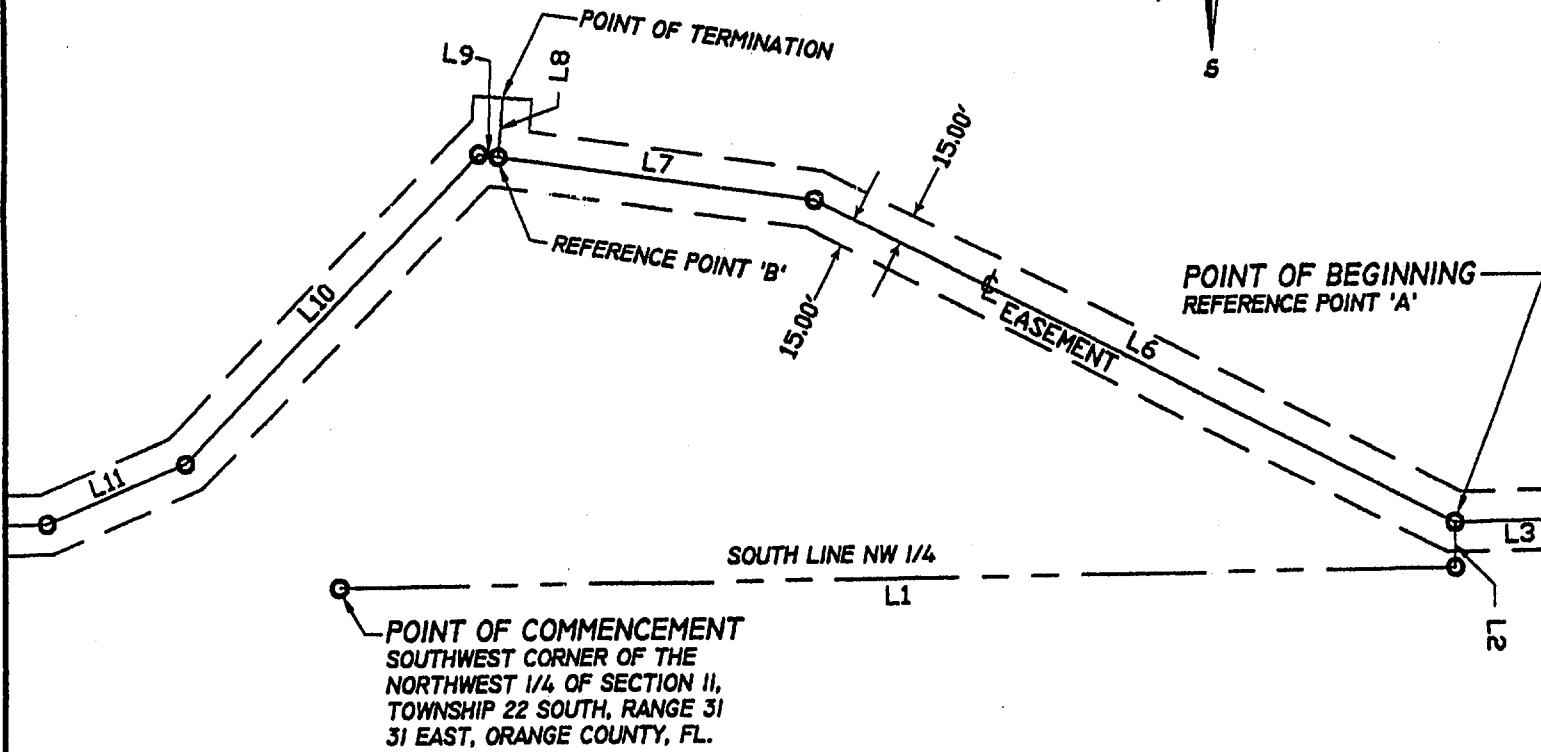 POINT OF TERMINATION
L9
L8
S
L7
15.00'
REFERENCE POINT 'B'
POINT OF BEGINNING
REFERENCE POINT 'A'
L10
15.00'
℄ EASEMENT
L6
L11
L3
SOUTH LINE NW 1/4
L1
L2
POINT OF COMMENCEMENT
SOUTHWEST CORNER OF THE
NORTHWEST 1/4 OF SECTION 11,
TOWNSHIP 22 SOUTH, RANGE 31
31 EAST, ORANGE COUNTY, FL.